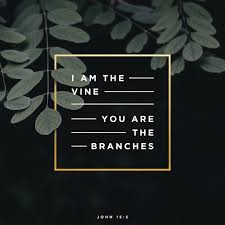 I AM THE
VINE
YOU ARE
THE
BRANCHES
JOHN 15:5